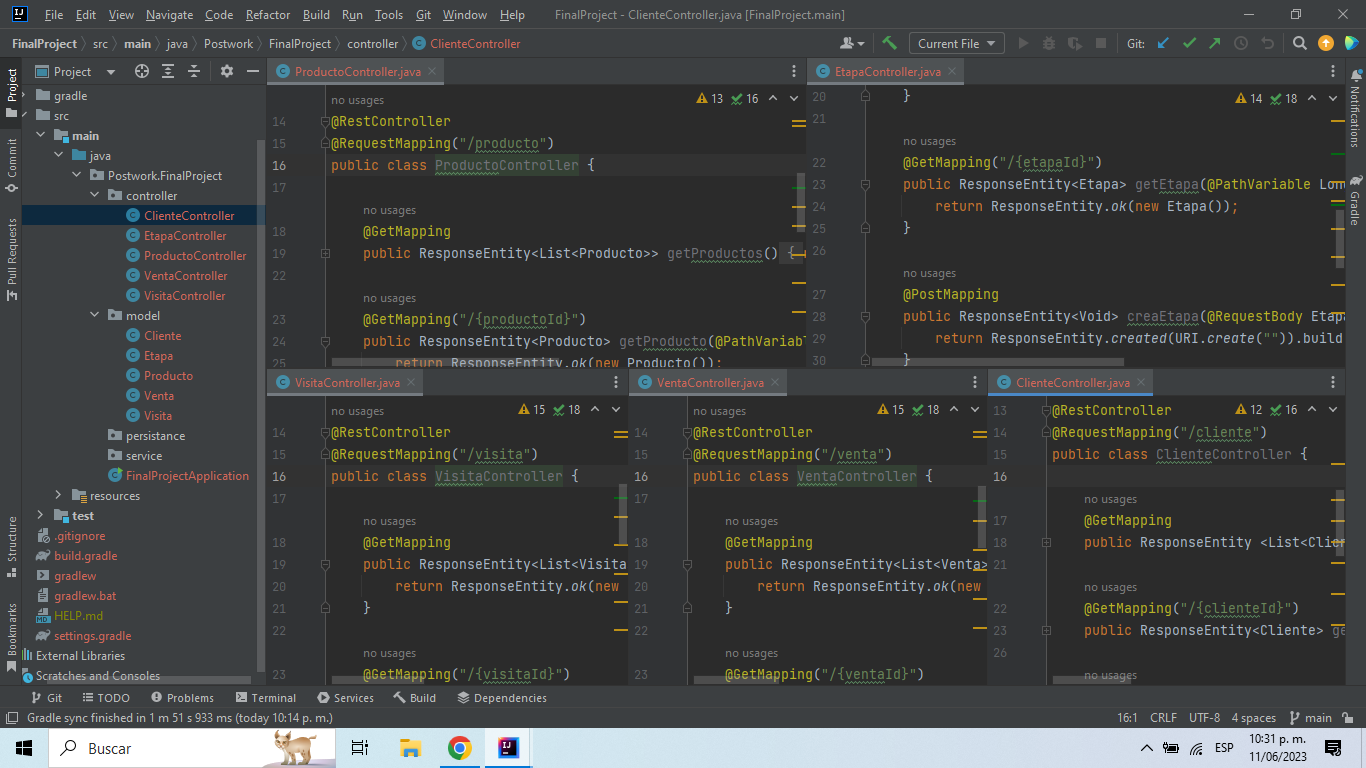 File Edit View Navigate Code Refactor Build Run Tools Git Window Help FinalProject - ClienteController.java [FinalProject.main]
FinalProject src main java Postwork FinalProject controller ClienteController Current File Git:
Project
Commit
Pull Requests
Structure
Bookmarks
Project
gradle
src
main
java
Postwork.FinalProject
controller
ClienteController
EtapaController
ProductoController
VentaController
VisitaController
model
Cliente
Etapa
Producto
Venta
Visita
persistance
service
FinalProjectApplication
resources
test
.gitignore
build.gradle
gradlew
gradlew.bat
HELP.md
settings.gradle
External Libraries
Scratches and Consoles
ProductoController.java
no usages 13 16
14 @RestController
15 @RequestMapping("/producto")
16 public class ProductoController {
17
no usages
18 @GetMapping
19 public ResponseEntity<List<Producto>> getProductos() {
22
no usages
23 @GetMapping("/{productoId}")
24 public ResponseEntity<Producto> getProducto(@PathVariabl
25 return ResponseEntity.ok(new Producto());
EtapaController.java
20 } 14 18
21
no usages
22 @GetMapping("/{etapaId}")
23 public ResponseEntity<Etapa> getEtapa(@PathVariable Lon
24 return ResponseEntity.ok(new Etapa());
25 }
26
no usages
27 @PostMapping
28 public ResponseEntity<Void> creaEtapa(@RequestBody Etap
29 return ResponseEntity.created(URI.create("")).build
30 }
VisitaController.java
no usages 15 18
14 @RestController
15 @RequestMapping("/visita")
16 public class VisitaController {
17
no usages
18 @GetMapping
19 public ResponseEntity<List<Visita
20 return ResponseEntity.ok(new
21 }
22
no usages
23 @GetMapping("/{visitaId}")
VentaController.java
no usages 15 18
14 @RestController
15 @RequestMapping("/venta")
16 public class VentaController {
17
no usages
18 @GetMapping
19 public ResponseEntity<List<Venta>
20 return ResponseEntity.ok(new
21 }
22
no usages
23 @GetMapping("/{ventaId}")
ClienteController.java
13 @RestController 12 16
14 @RequestMapping("/cliente")
15 public class ClienteController {
16
no usages
17 @GetMapping
18 public ResponseEntity <List<Clien
21
no usages
22 @GetMapping("/{clienteId}")
23 public ResponseEntity<Cliente> ge
26
no usages
Notifications
Gradle
Git TODO Problems Terminal Services Build Dependencies
Gradle sync finished in 1 m 51 s 933 ms (today 10:14 p. m.) 16:1 CRLF UTF-8 4 spaces main
Buscar ESP 10:31 p. m.
11/06/2023